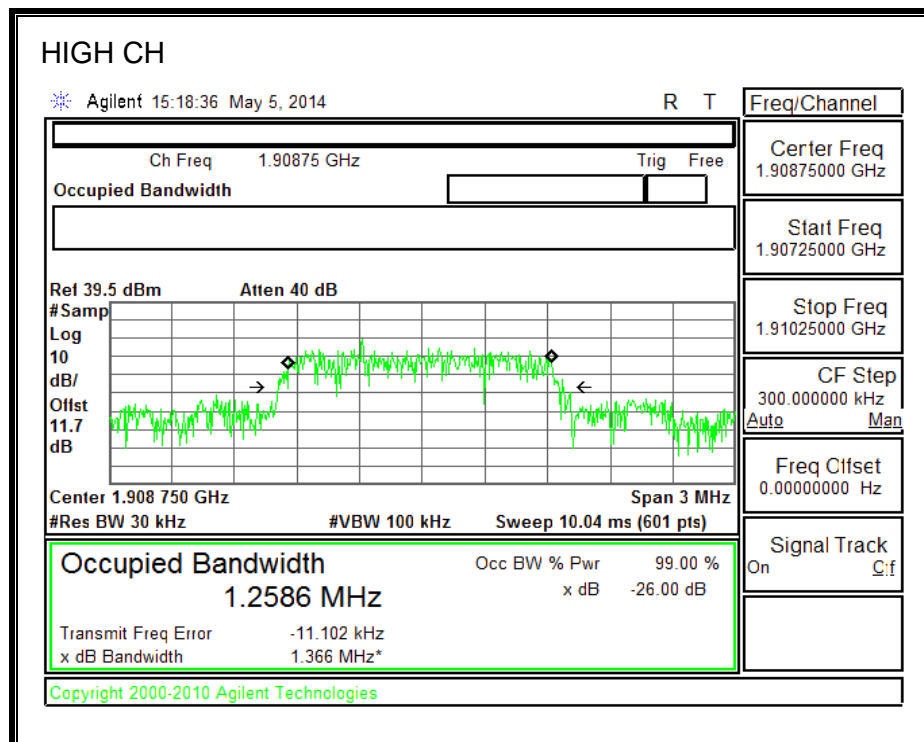 HIGH CH
Agilent 15:18:36 May 5, 2014 R T
Ch Freq 1.90875 GHz Trig Free
Occupied Bandwidth
Ref 39.5 dBm Atten 40 dB
#Samp
Log
10
dB/
Offst
11.7
dB
Center 1.908 750 GHz Span 3 MHz
#Res BW 30 kHz #VBW 100 kHz Sweep 10.04 ms (601 pts)
Occupied Bandwidth
1.2586 MHz
Occ BW % Pwr 99.00 %
x dB -26.00 dB
Transmit Freq Error -11.102 kHz
x dB Bandwidth 1.366 MHz*
Copyright 2000-2010 Agilent Technologies
Freq/Channel
Center Freq
1.90875000 GHz
Start Freq
1.90725000 GHz
Stop Freq
1.91025000 GHz
CF Step
300.000000 kHz
Auto Man
Freq Offset
0.00000000 Hz
Signal Track
On Off